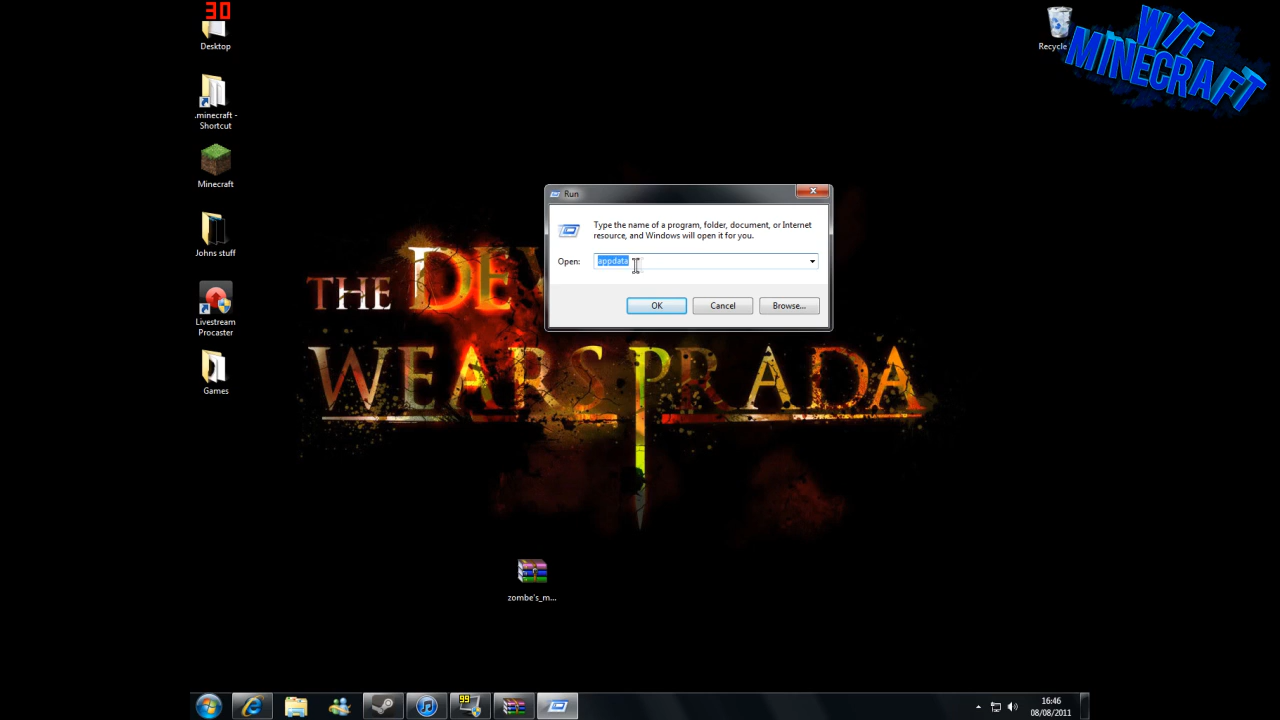 30
Desktop
.minecraft -
Shortcut
Minecraft
Johns stuff
Livestream
Procaster
Games
Recycle
WTF
MINECRAFT
Run
Type the name of a program, folder, document, or Internet
resource, and Windows will open it for you.
Open: appdata
OK Cancel Browse...
THE DEV
WEARS PRADA
zombe's_m...
99
16:46
08/08/2011